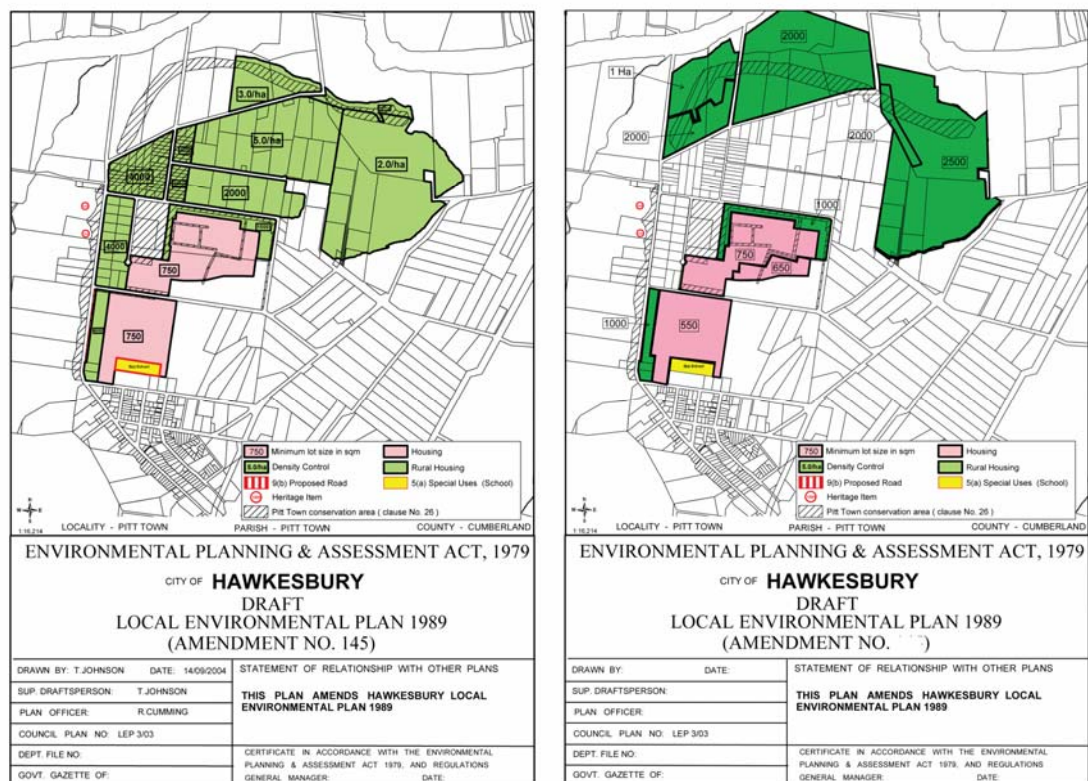 3.0/ha
5.0/ha
2.0/ha
4000
2000
1000
4000
750
750
750 Minimum lot size in sqm
Housing
5.0/ha Density Control
Rural Housing
9(b) Proposed Road
5(a) Special Uses (School)
Heritage Item
Pitt Town conservation area ( clause No. 26 )
N
W E
S
1:16,214
LOCALITY - PITT TOWN
PARISH - PITT TOWN
COUNTY - CUMBERLAND
ENVIRONMENTAL PLANNING & ASSESSMENT ACT, 1979
CITY OF HAWKESBURY
DRAFT
LOCAL ENVIRONMENTAL PLAN 1989
(AMENDMENT NO. 145)
DRAWN BY: T.JOHNSON DATE: 14/09/2004
SUP. DRAFTSPERSON: T.JOHNSON
PLAN OFFICER: R.CUMMING
COUNCIL PLAN NO: LEP 3/03
DEPT. FILE NO:
GOVT. GAZETTE OF:
STATEMENT OF RELATIONSHIP WITH OTHER PLANS
THIS PLAN AMENDS HAWKESBURY LOCAL
ENVIRONMENTAL PLAN 1989
CERTIFICATE IN ACCORDANCE WITH THE ENVIRONMENTAL
PLANNING & ASSESSMENT ACT 1979, AND REGULATIONS
GENERAL MANAGER: DATE:
2000
1 Ha
2000
2000
2500
1000
750
650
1000
550
750 Minimum lot size in sqm
Housing
5.0/ha Density Control
Rural Housing
9(b) Proposed Road
5(a) Special Uses (School)
Heritage Item
Pitt Town conservation area ( clause No. 26 )
N
W E
S
1:16,214
LOCALITY - PITT TOWN
PARISH - PITT TOWN
COUNTY - CUMBERLAND
ENVIRONMENTAL PLANNING & ASSESSMENT ACT, 1979
CITY OF HAWKESBURY
DRAFT
LOCAL ENVIRONMENTAL PLAN 1989
(AMENDMENT NO. )
DRAWN BY: DATE:
SUP. DRAFTSPERSON:
PLAN OFFICER:
COUNCIL PLAN NO: LEP 3/03
DEPT. FILE NO:
GOVT. GAZETTE OF:
STATEMENT OF RELATIONSHIP WITH OTHER PLANS
THIS PLAN AMENDS HAWKESBURY LOCAL
ENVIRONMENTAL PLAN 1989
CERTIFICATE IN ACCORDANCE WITH THE ENVIRONMENTAL
PLANNING & ASSESSMENT ACT 1979, AND REGULATIONS
GENERAL MANAGER: DATE: